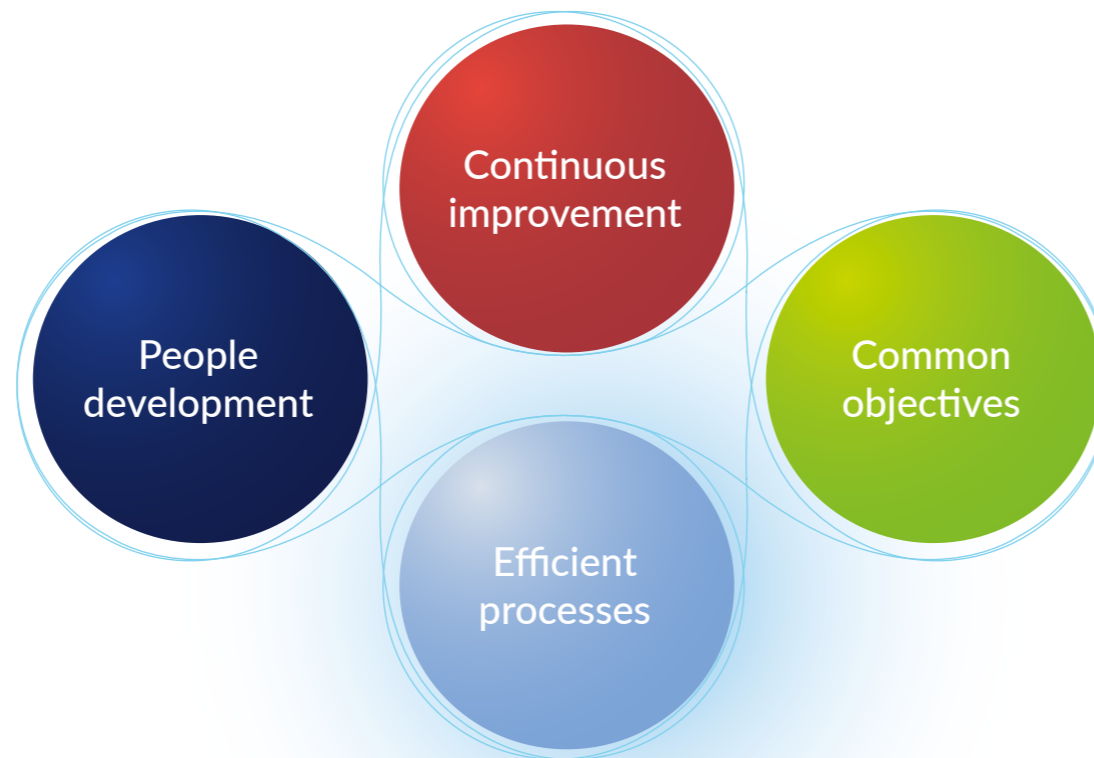 Continuous
improvement
People
development
Common
objectives
Efficient
processes